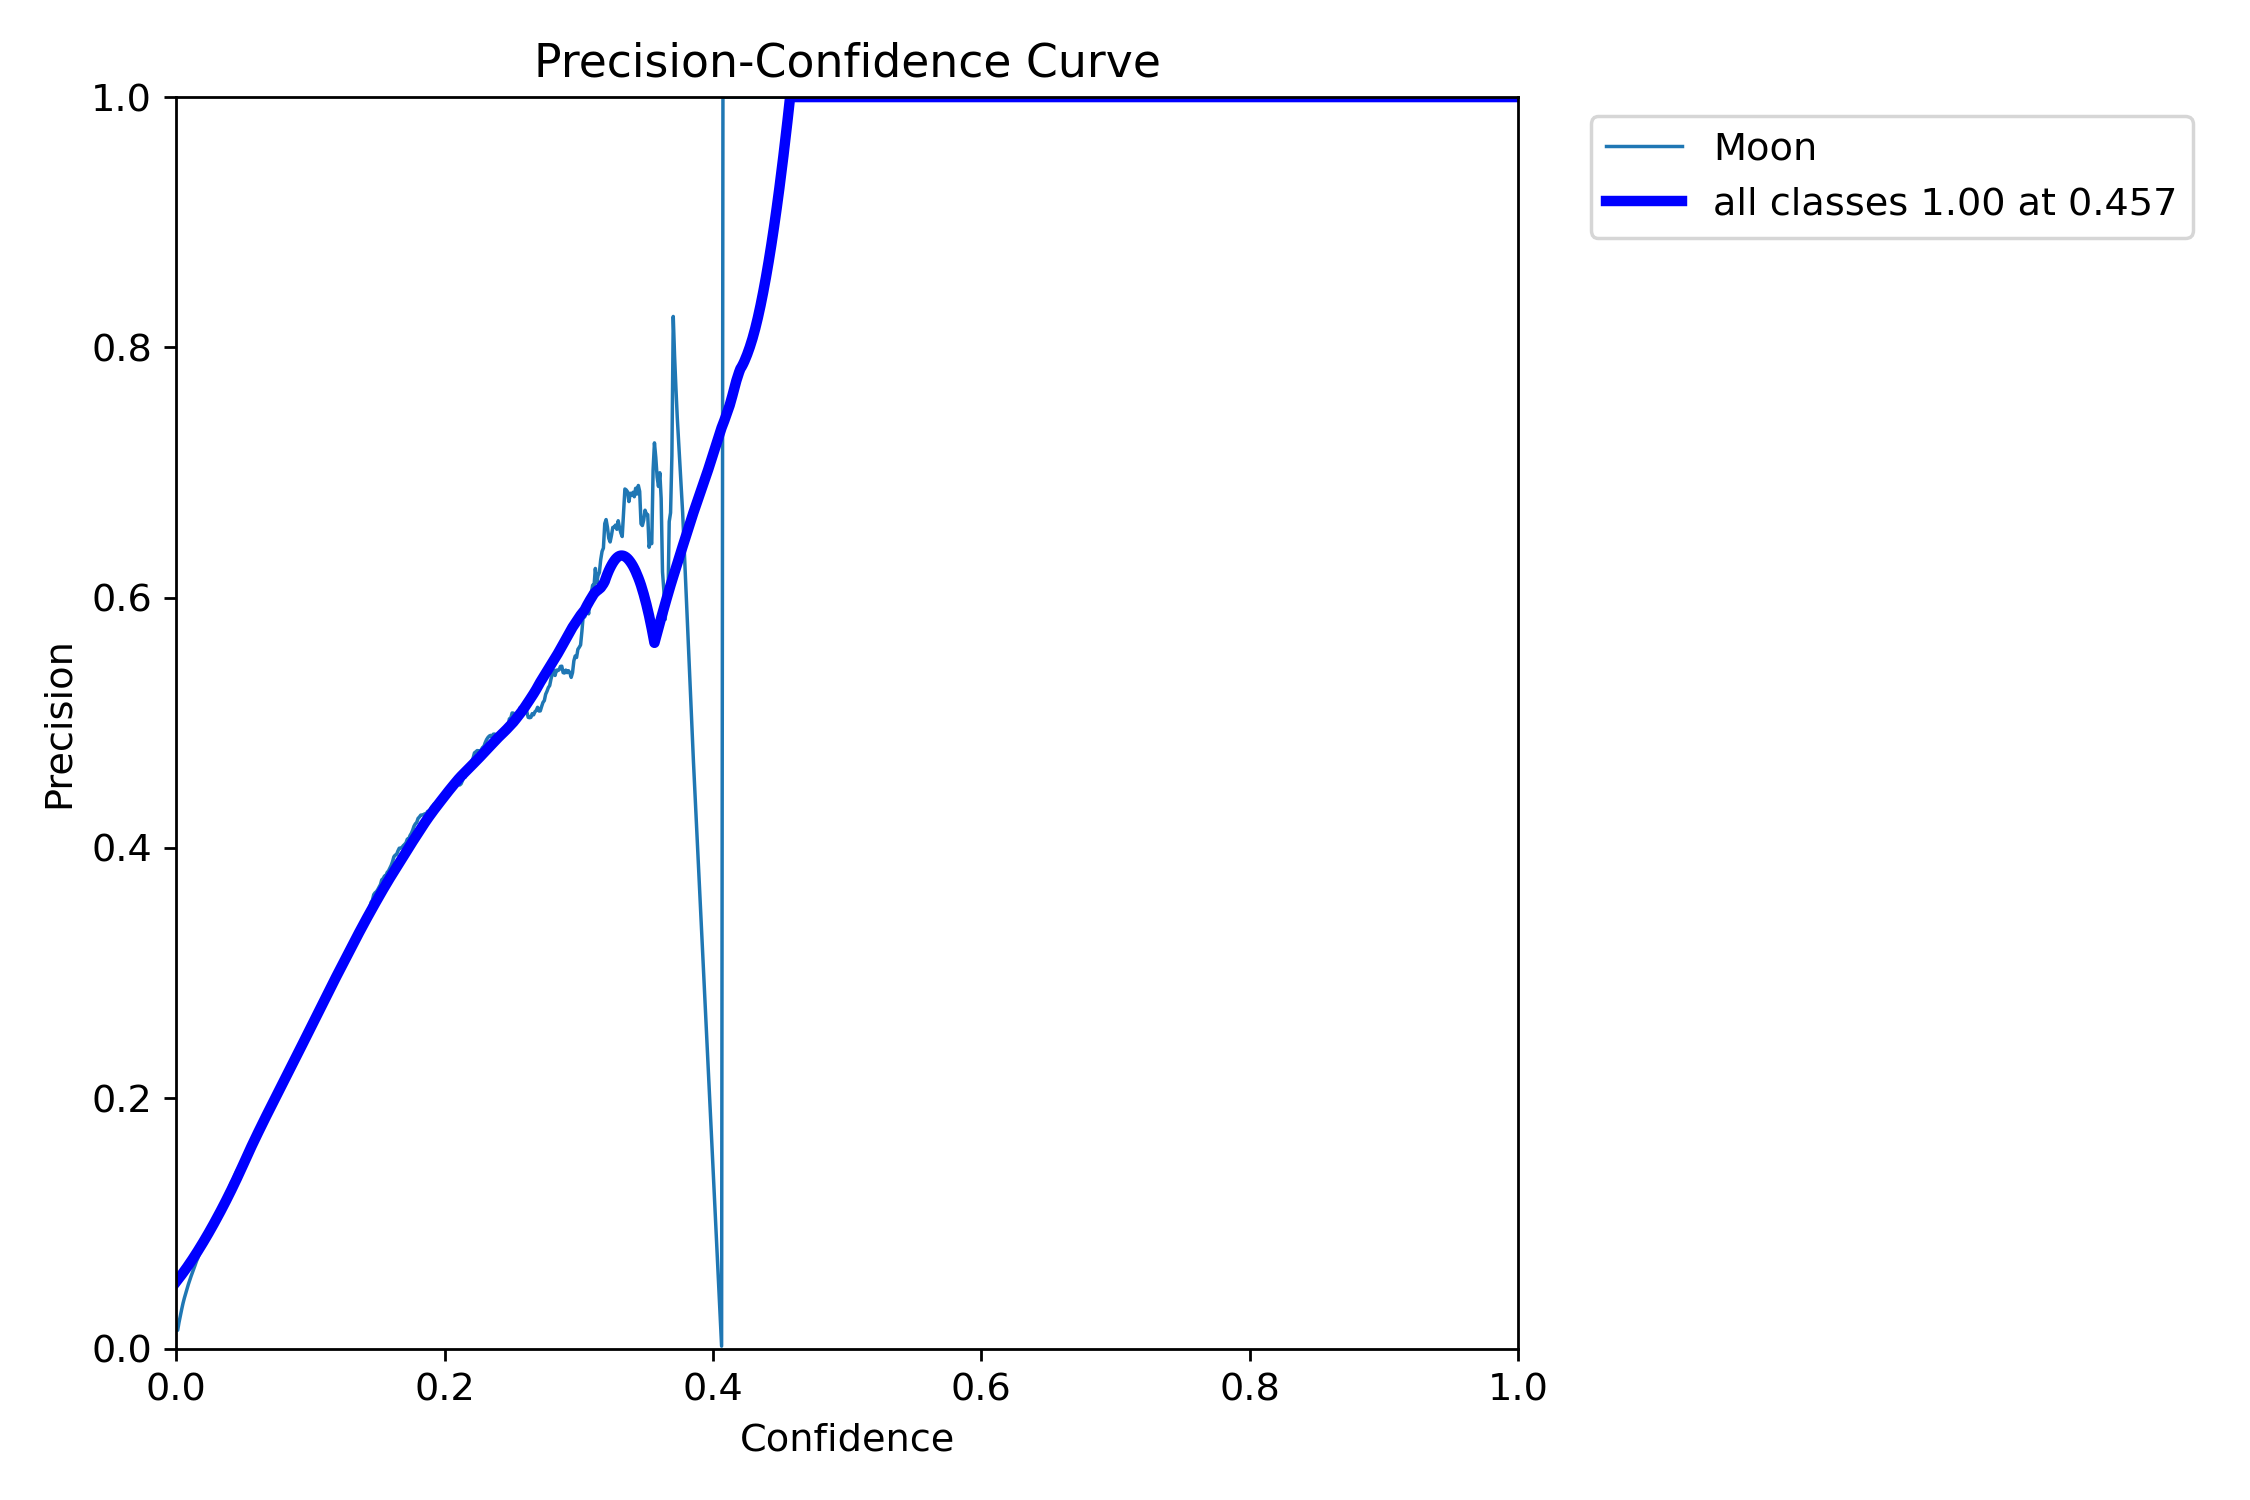 Precision-Confidence Curve
1.0
0.8
0.6
0.4
0.2
0.0
Precision
0.0 0.2 0.4 0.6 0.8 1.0
Confidence
Moon
all classes 1.00 at 0.457